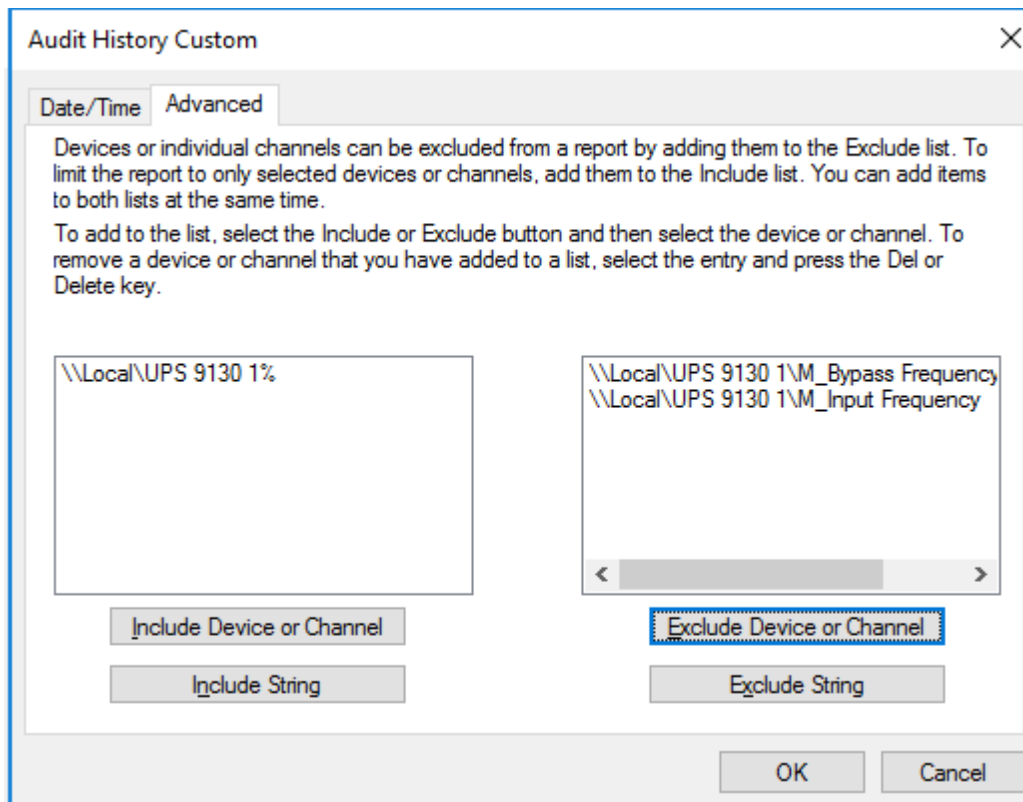 Audit History Custom
Date/Time
Advanced
Devices or individual channels can be excluded from a report by adding them to the Exclude list. To
limit the report to only selected devices or channels, add them to the Include list. You can add items
to both lists at the same time.
To add to the list, select the Include or Exclude button and then select the device or channel. To
remove a device or channel that you have added to a list, select the entry and press the Del or
Delete key.
\\Local\UPS 9130 1%
\\Local\UPS 9130 1\M_Bypass Frequency
\\Local\UPS 9130 1\M_Input Frequency
Include Device or Channel
Exclude Device or Channel
Include String
Exclude String
OK
Cancel